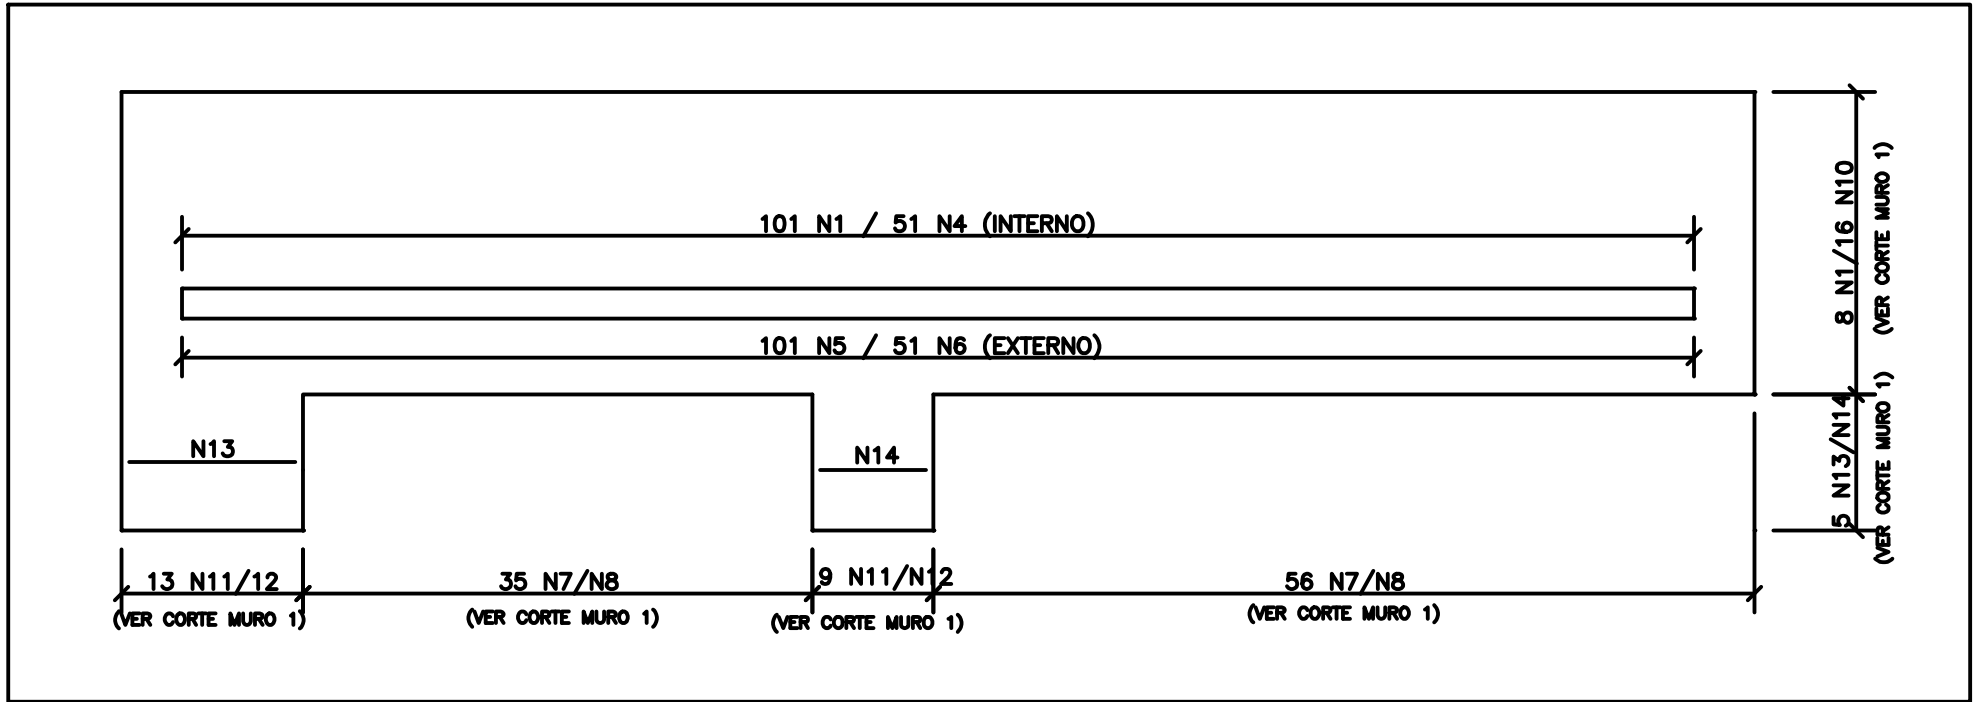 101 N1 / 51 N4 (INTERNO)
101 N5 / 51 N6 (EXTERNO)
N13
N14
13 N11/12
(VER CORTE MURO 1)
35 N7/N8
(VER CORTE MURO 1)
9 N11/N12
(VER CORTE MURO 1)
56 N7/N8
(VER CORTE MURO 1)
8 N1/16 N10
(VER CORTE MURO 1)
5 N13/N14
(VER CORTE MURO 1)